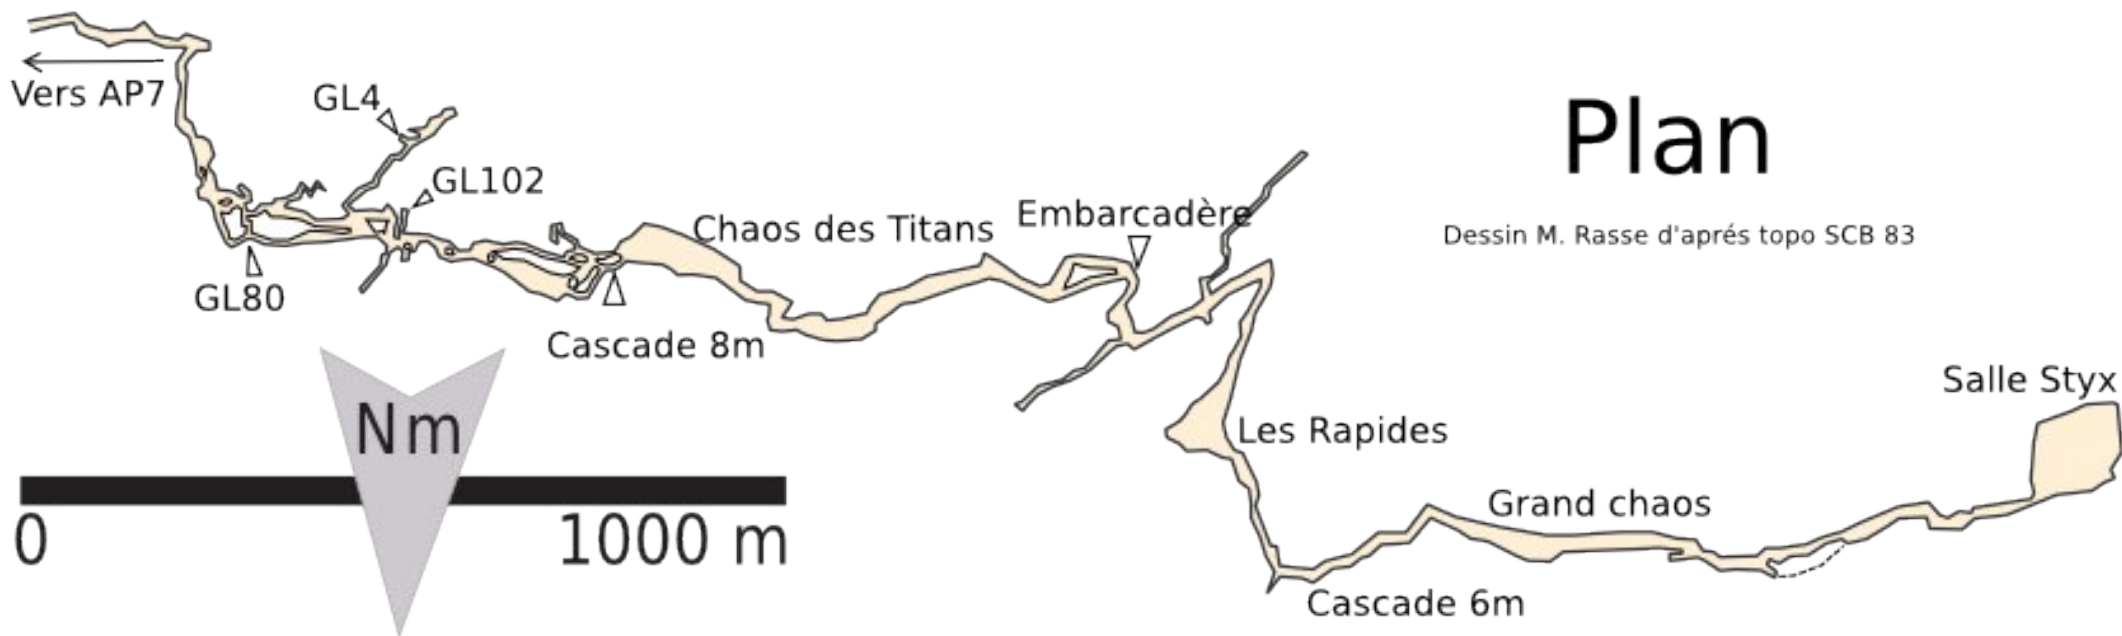 Vers AP7
GL4
GL102
GL80
Chaos des Titans
Embarcadère
Cascade 8m
Plan
Dessin M. Rasse d'aprés topo SCB 83
Nm
0
1000 m
Les Rapides
Salle Styx
Grand chaos
Cascade 6m